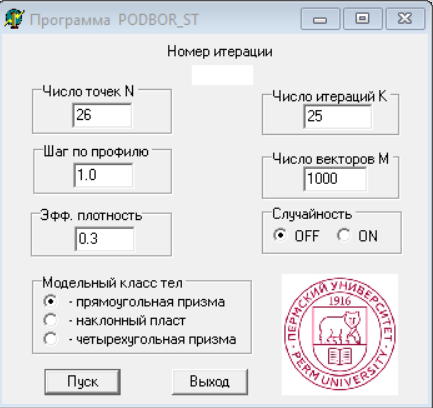 Программа PODBOR_ST
Номер итерации
Число точек N
26
Число итераций K
25
Шаг по профилю
1.0
Число векторов M
1000
Эфф. плотность
0.3
Случайность
OFF
ON
Модельный класс тел
- прямоугольная призма
- наклонный пласт
- четырехугольная призма
ПЕРМСКИЙ УНИВЕРСИТЕТ
1916
PERM UNIVERSITY
Пуск
Выход